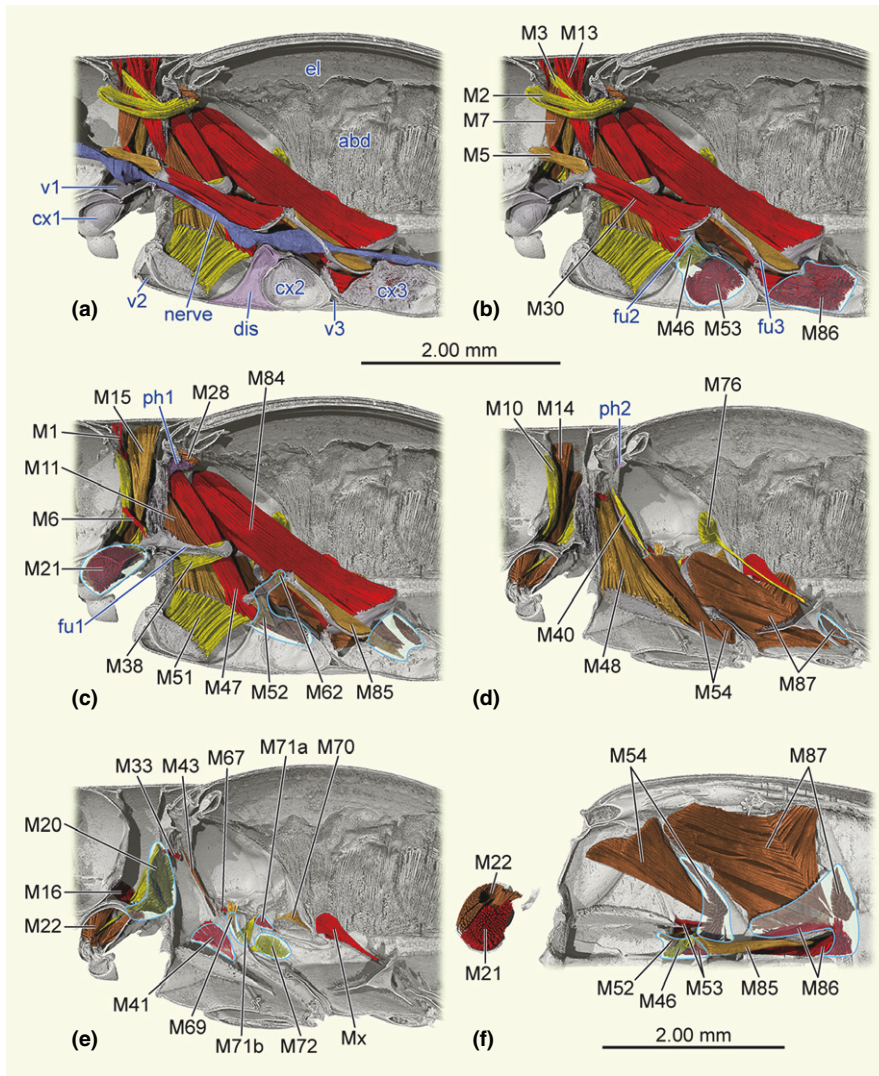 M3 M13
el
M2
M7
abd
M5
v1
cx1
cx2
cx3
(a)
v2
nerve
dis
v3
(b)
M30
fu2
M46
M53
fu3
M86
2.00 mm
M15
ph1
M28
M84
M1
M11
M6
M21
fu1
M38
M51
M47
M52
M62
M85
(c)
M76
M10
M14
ph2
M40
M48
M54
M87
(d)
M33
M43
M67
M71a
M70
M20
M16
M22
M41
M69
M71b
M72
Mx
(e)
M54
M87
M22
M21
M52
M46
M53
M85
M86
(f)
2.00 mm